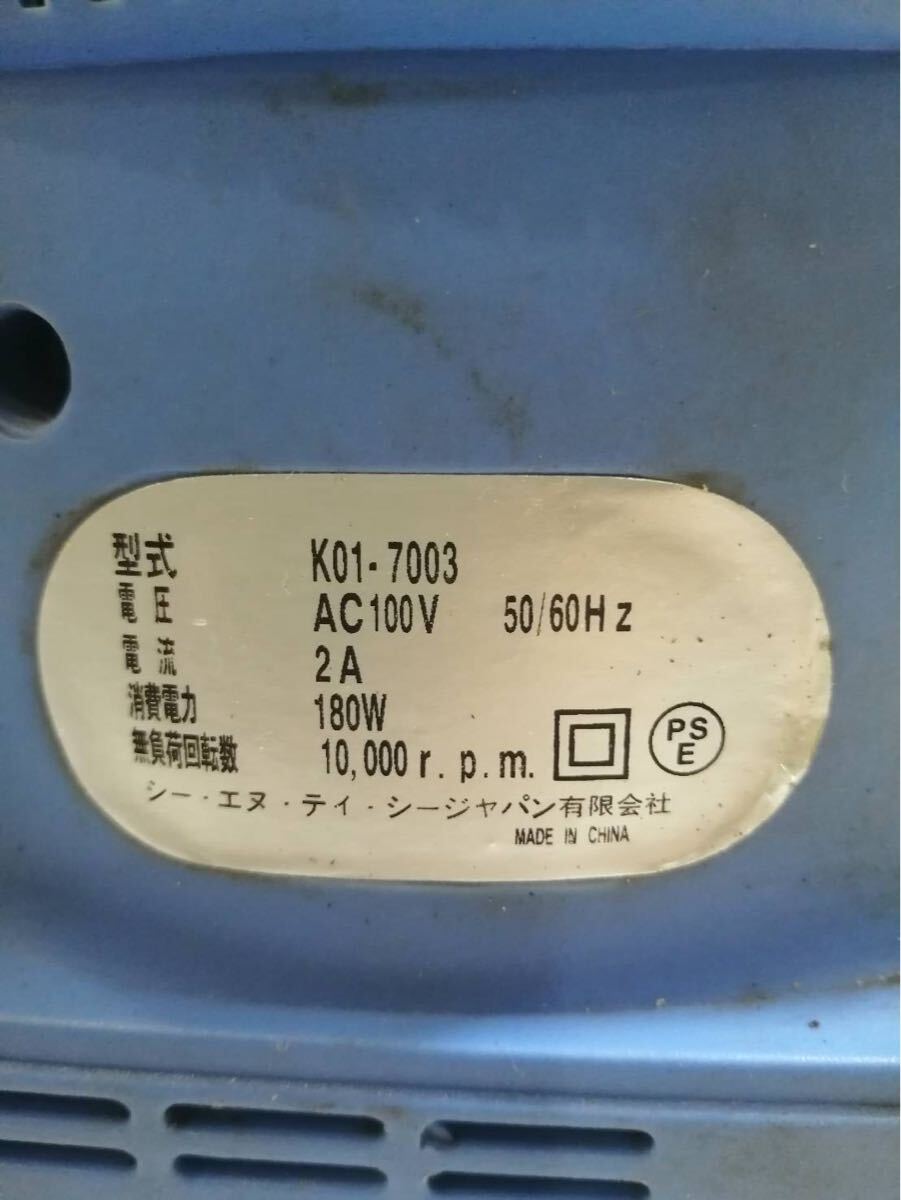 型式 K01-7003
電圧 AC100V 50/60Hz
電流 2A
消費電力 180W
無負荷回転数 10,000 r.p.m.
PS
E
シー・エヌ・テイ・シージャパン有限会社
MADE IN CHINA